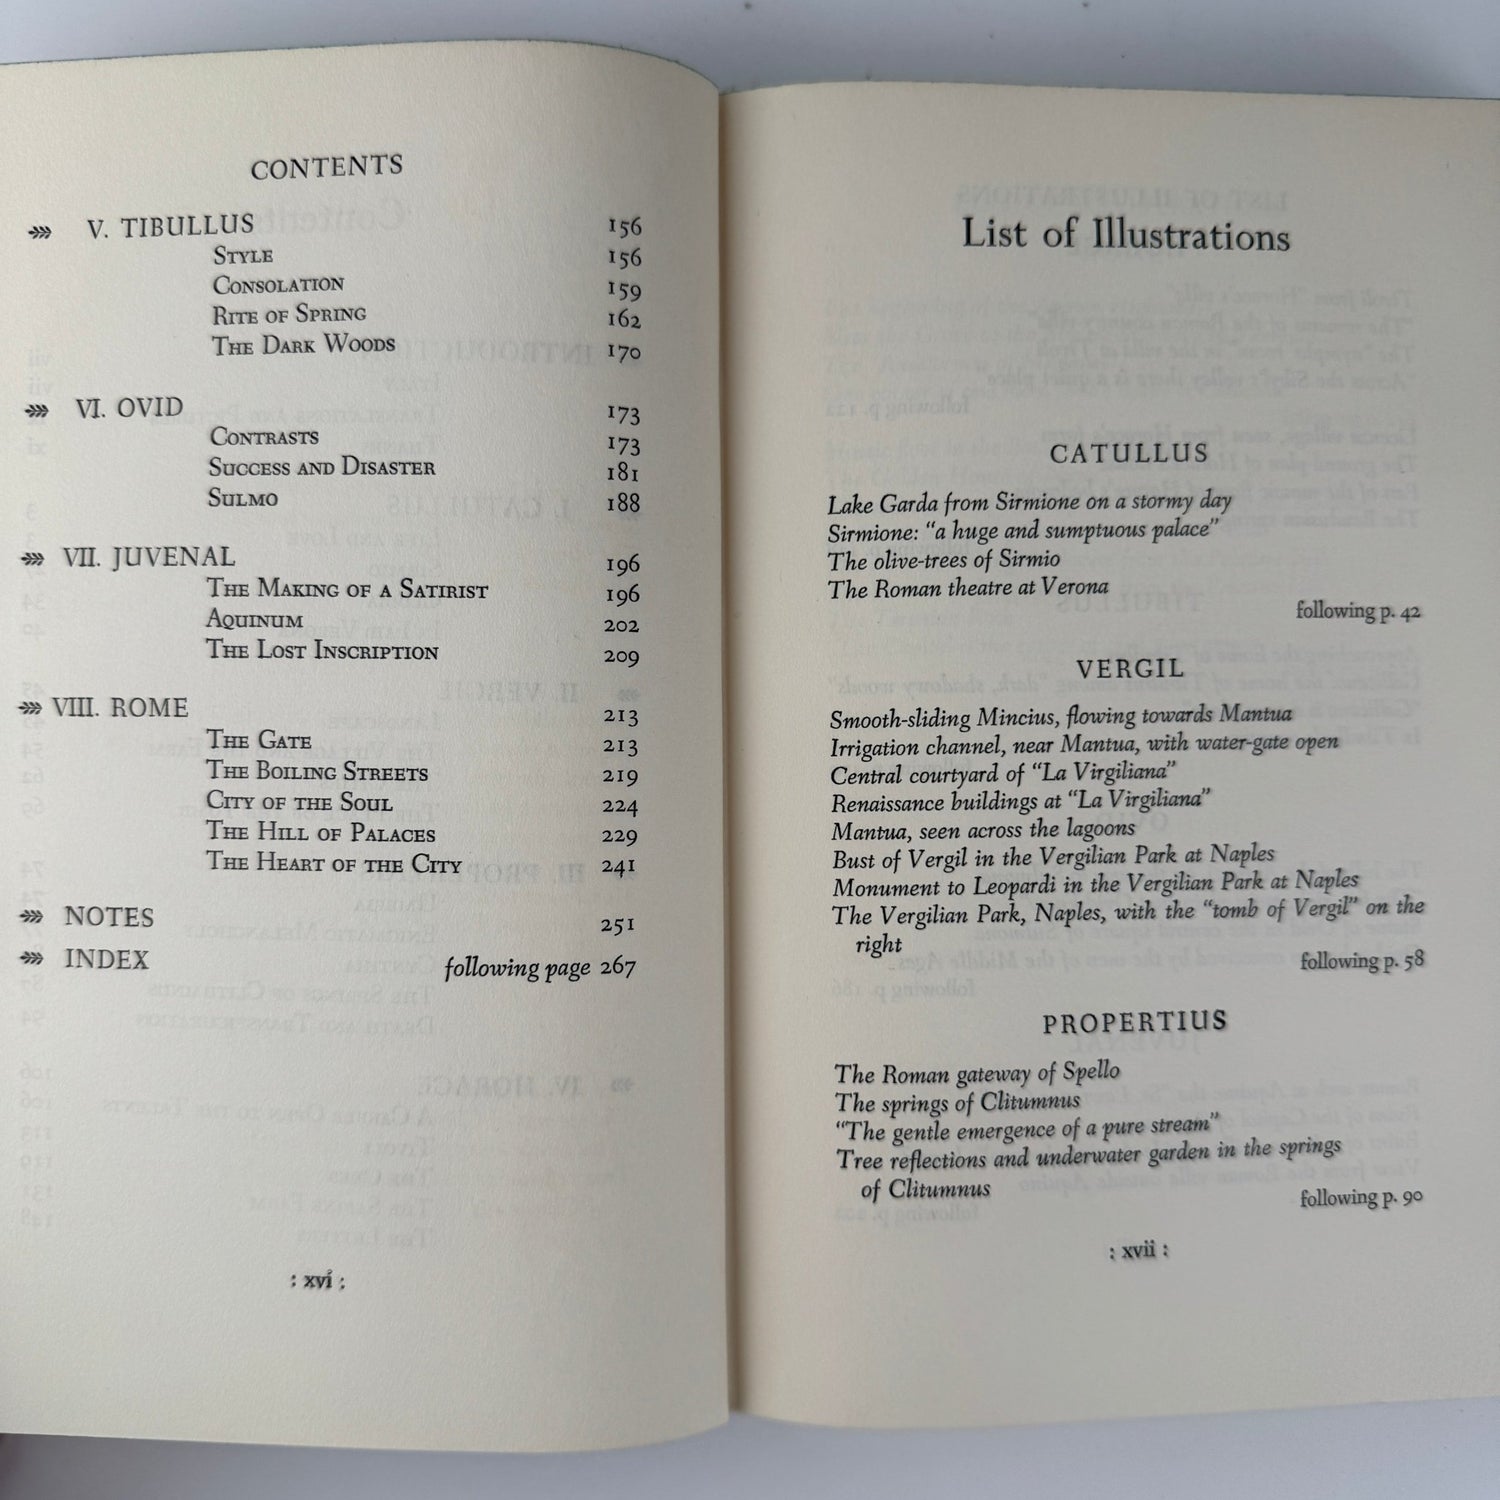 CONTENTS
V. TIBULLUS 156
STYLE 156
CONSOLATION 159
RITE OF SPRING 162
THE DARK WOODS 170
VI. OVID 173
CONTRASTS 173
SUCCESS AND DISASTER 181
SULMO 188
VII. JUVENAL 196
THE MAKING OF A SATIRIST 196
AQUINUM 202
THE LOST INSCRIPTION 209
VIII. ROME 213
THE GATE 213
THE BOILING STREETS 219
CITY OF THE SOUL 224
THE HILL OF PALACES 229
THE HEART OF THE CITY 241
NOTES 251
INDEX following page 267
: xvi :
List of Illustrations
CATULLUS
Lake Garda from Sirmione on a stormy day
Sirmione: “a huge and sumptuous palace”
The olive-trees of Sirmio
The Roman theatre at Verona
following p. 42
VERGIL
Smooth-sliding Mincius, flowing towards Mantua
Irrigation channel, near Mantua, with water-gate open
Central courtyard of “La Virgiliana”
Renaissance buildings at “La Virgiliana”
Mantua, seen across the lagoons
Bust of Vergil in the Vergilian Park at Naples
Monument to Leopardi in the Vergilian Park at Naples
The Vergilian Park, Naples, with the “tomb of Vergil” on the
right
following p. 58
PROPERTIUS
The Roman gateway of Spello
The springs of Clitumnus
“The gentle emergence of a pure stream”
Tree reflections and underwater garden in the springs
of Clitumnus
following p. 90
: xvii :